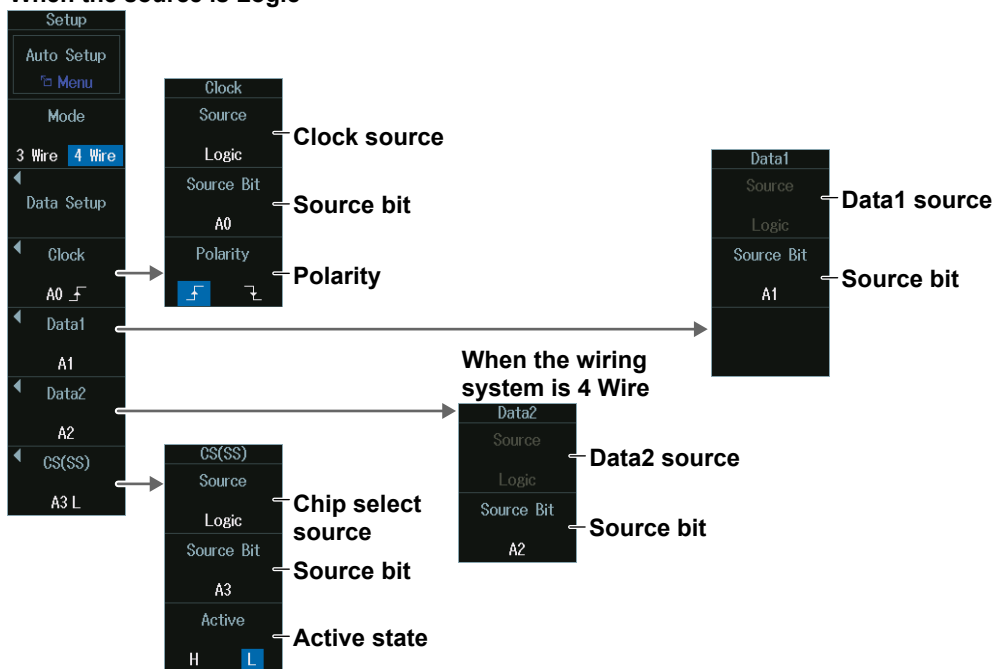 When the source is Logic
Setup
Auto Setup
Menu
Mode
3 Wire 4 Wire
Data Setup
Clock
A0
Data1
A1
Data2
A2
CS(SS)
A3 L
Clock
Source
Logic
Source Bit
A0
Polarity
Clock source
Source bit
Polarity
Data1
Source
Logic
Source Bit
A1
Data1 source
Source bit
When the wiring
system is 4 Wire
Data2
Source
Logic
Source Bit
A2
Data2 source
Source bit
CS(SS)
Source
Logic
Source Bit
A3
Active
H L
Chip select
source
Source bit
Active state